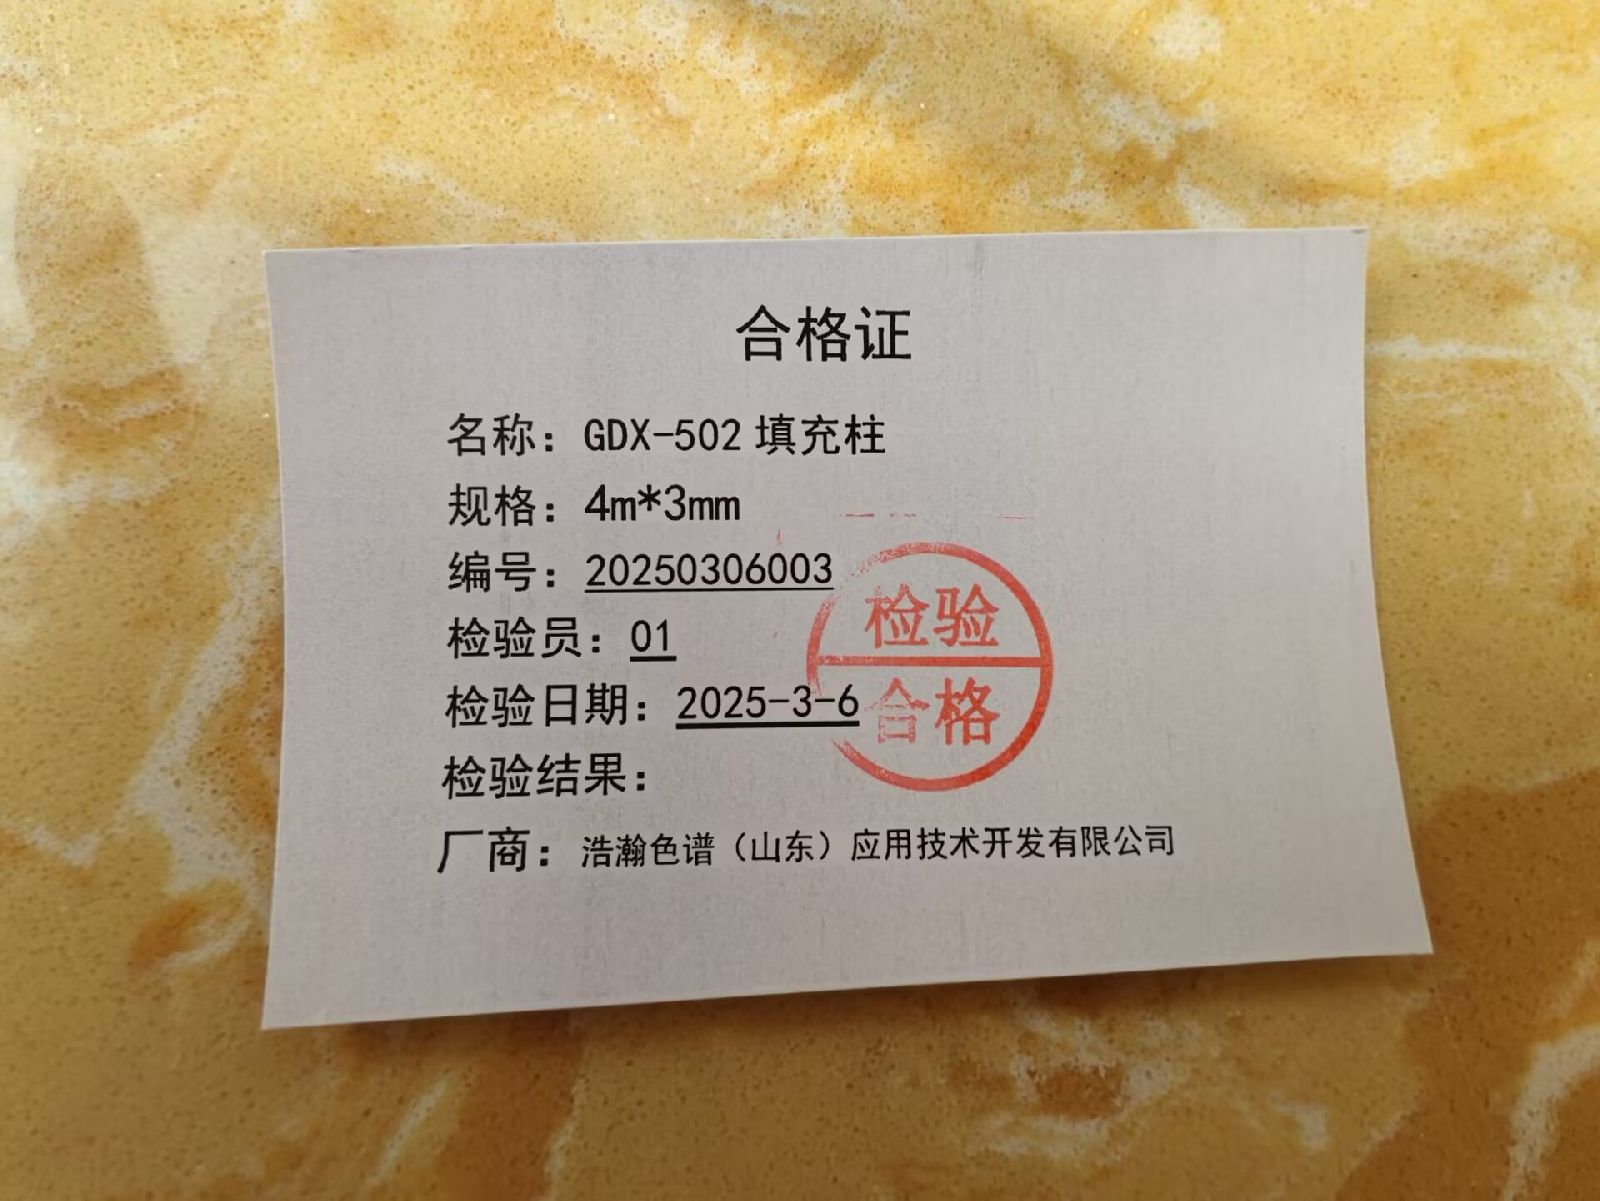 合格证
名称：GDX-502 填充柱
规格：4m*3mm
编号：20250306003
检验员：01
检验日期：2025-3-6
检验结果：
检验
合格
厂商：浩瀚色谱（山东）应用技术开发有限公司